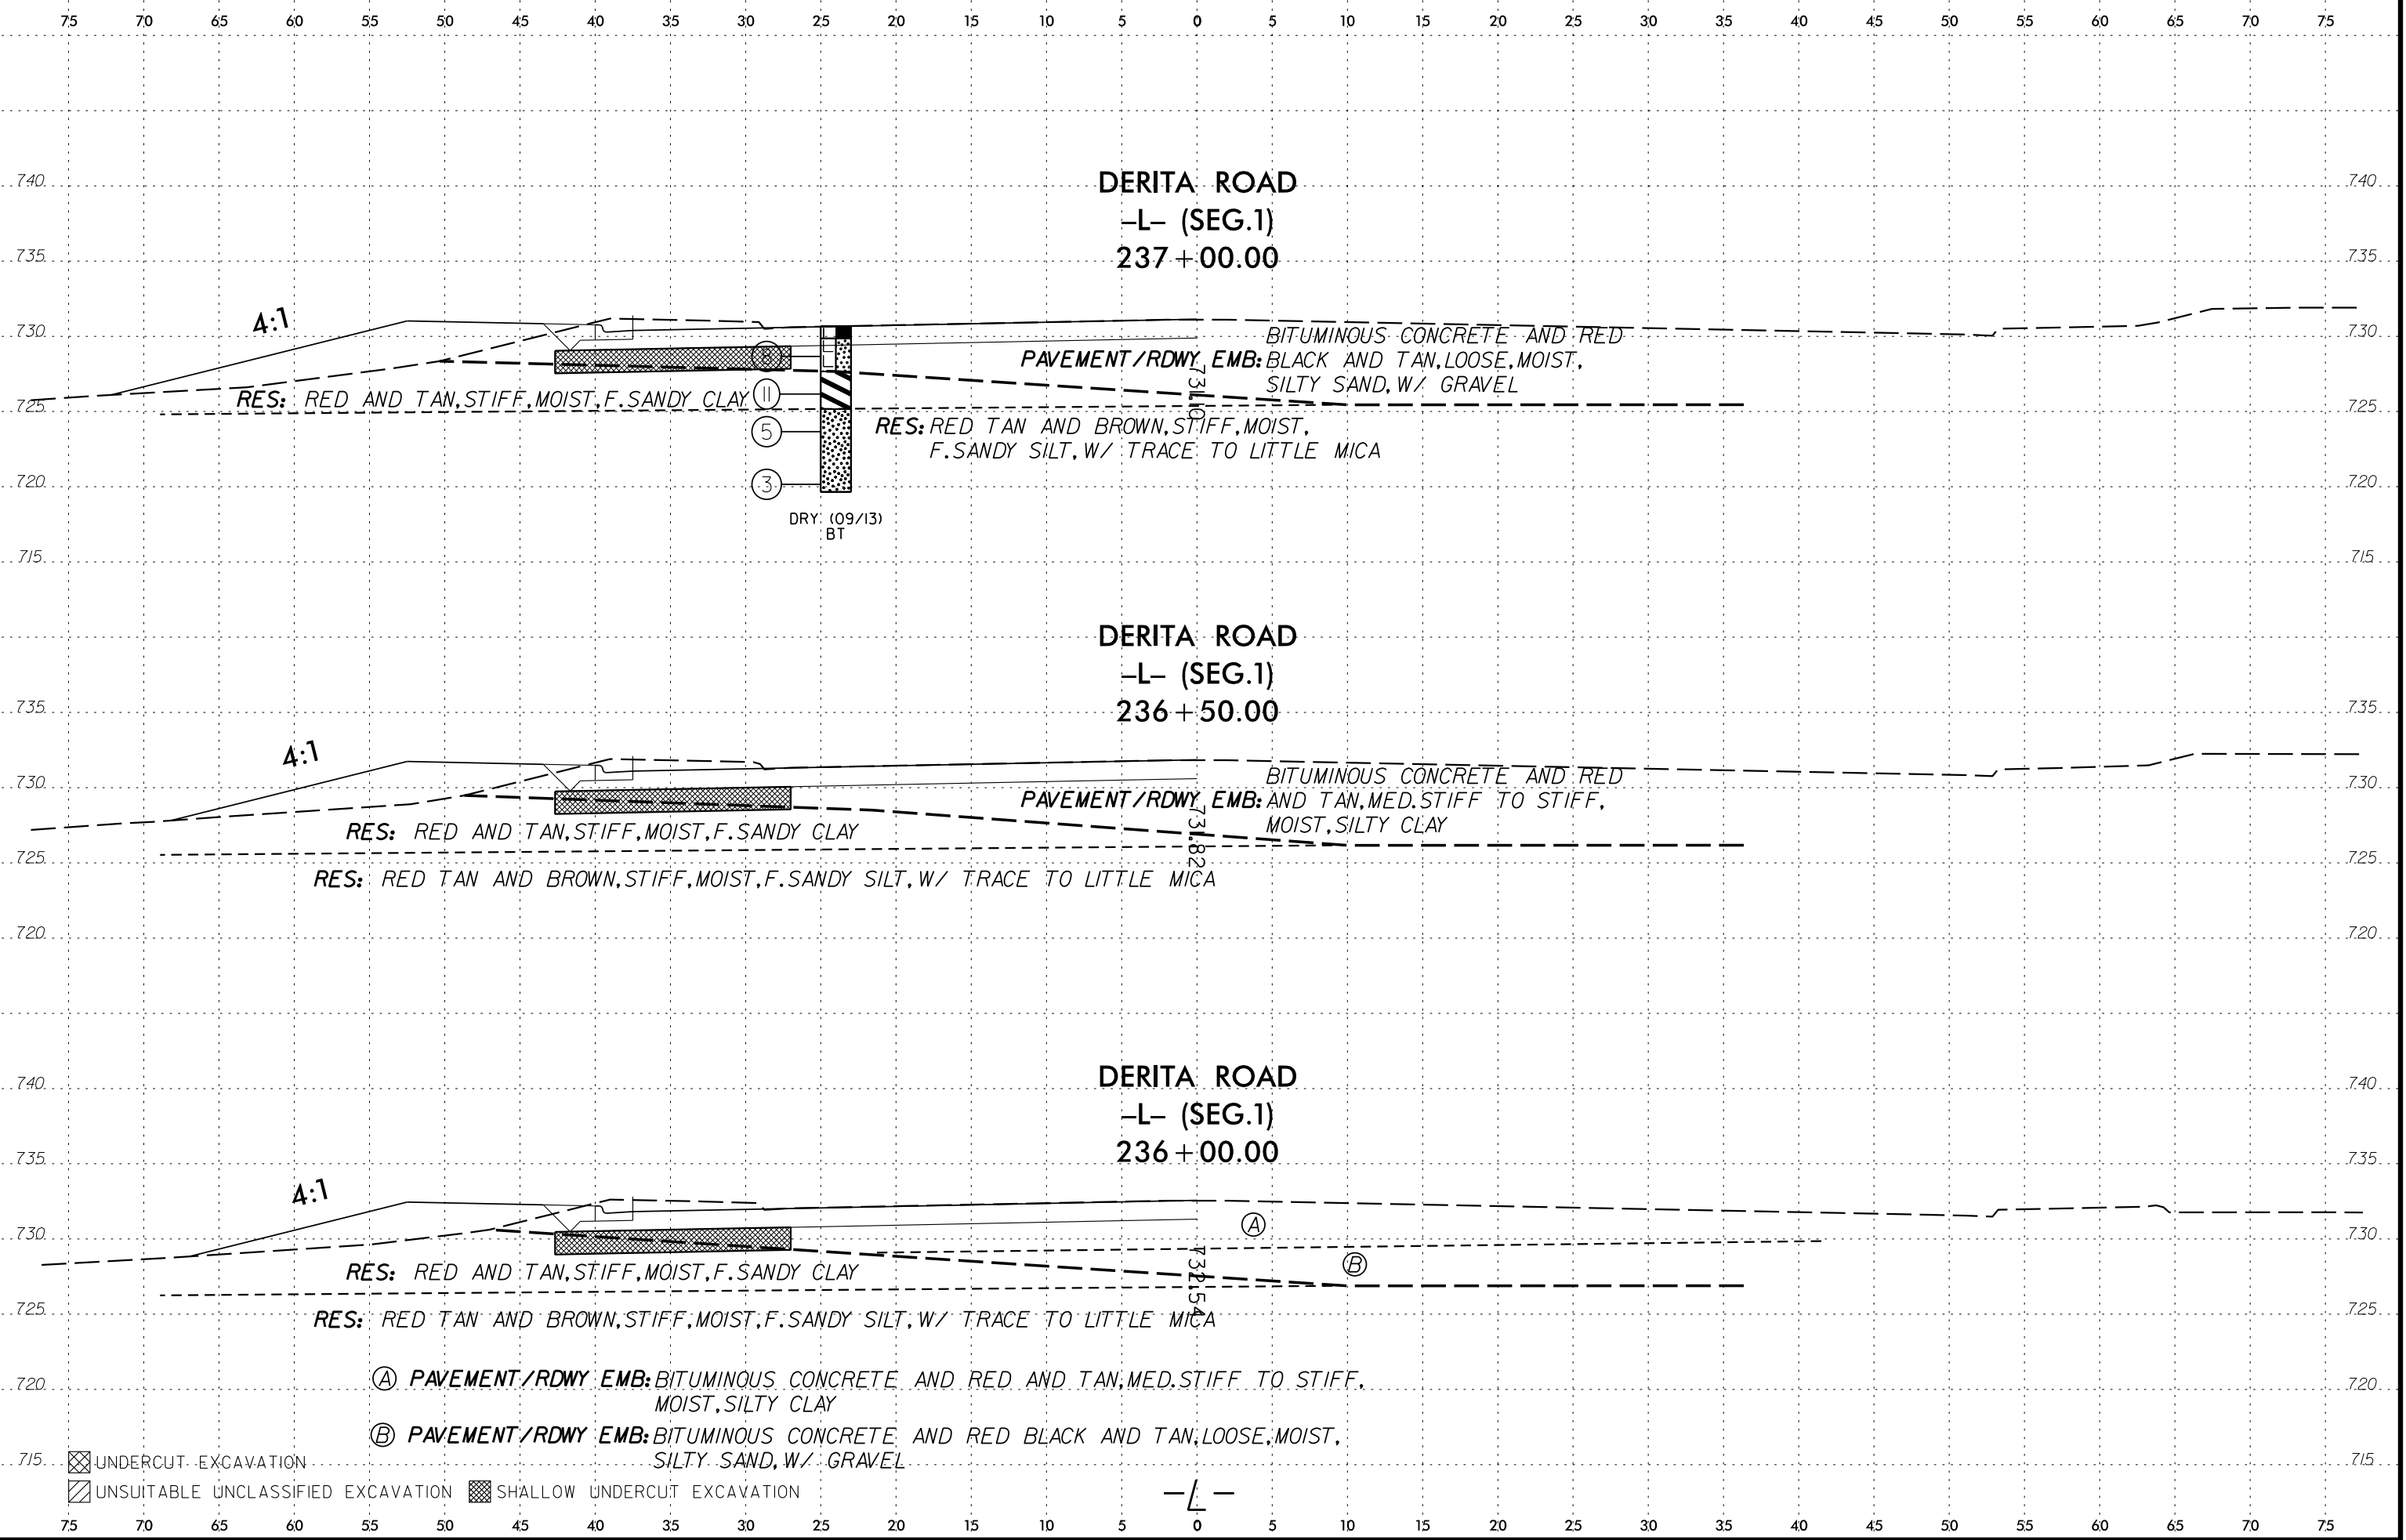 75 70 65 60 55 50 45 40 35 30 25 20 15 10 5 0 5 10 15 20 25 30 35 40 45 50 55 60 65 70 75
DERITA ROAD
740 740
-L- (SEG.1)
735 237+00.00 735
4:1
730 730
BITUMINOUS CONCRETE AND RED
PAVEMENT/RDWY EMB: BLACK AND TAN, LOOSE, MOIST,
SILTY SAND, W/ GRAVEL
8
731.10
RES: RED AND TAN, STIFF, MOIST, F. SANDY CLAY
11
725 725
5
RES: RED TAN AND BROWN, STIFF, MOIST,
F. SANDY SILT, W/ TRACE TO LITTLE MICA
3
720 720
DRY (09/13)
BT
715 715
DERITA ROAD
-L- (SEG.1)
735 236+50.00 735
4:1
730 730
BITUMINOUS CONCRETE AND RED
PAVEMENT/RDWY EMB: AND TAN, MED. STIFF TO STIFF,
MOIST, SILTY CLAY
731.82
RES: RED AND TAN, STIFF, MOIST, F. SANDY CLAY
725 725
RES: RED TAN AND BROWN, STIFF, MOIST, F. SANDY SILT, W/ TRACE TO LITTLE MICA
720 720
DERITA ROAD
740 740
-L- (SEG.1)
735 236+00.00 735
4:1
A
730 730
B
732.54
RES: RED AND TAN, STIFF, MOIST, F. SANDY CLAY
725 725
RES: RED TAN AND BROWN, STIFF, MOIST, F. SANDY SILT, W/ TRACE TO LITTLE MICA
A PAVEMENT/RDWY EMB: BITUMINOUS CONCRETE AND RED AND TAN, MED. STIFF TO STIFF,
MOIST, SILTY CLAY
720 720
B PAVEMENT/RDWY EMB: BITUMINOUS CONCRETE AND RED BLACK AND TAN, LOOSE, MOIST,
SILTY SAND, W/ GRAVEL
715 715
UNDERCUT EXCAVATION
UNSUITABLE UNCLASSIFIED EXCAVATION SHALLOW UNDERCUT EXCAVATION
-L-
75 70 65 60 55 50 45 40 35 30 25 20 15 10 5 0 5 10 15 20 25 30 35 40 45 50 55 60 65 70 75